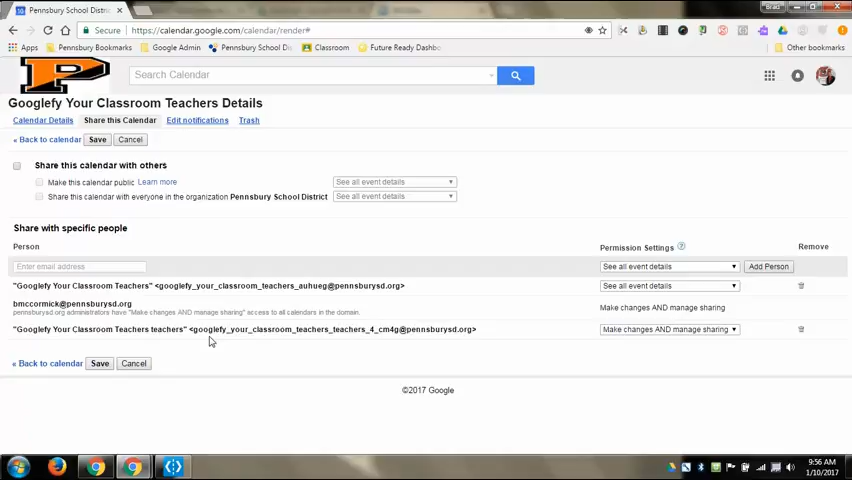 Pennsbury School Distric
Brad
Secure https://calendar.google.com/calendar/render#
Apps Pennsbury Bookmarks Google Admin Pennsbury School Dis Classroom Future Ready Dashbo Other bookmarks
P Search Calendar
Googlefy Your Classroom Teachers Details
Calendar Details Share this Calendar Edit notifications Trash
« Back to calendar Save Cancel
Share this calendar with others
Make this calendar public Learn more See all event details
Share this calendar with everyone in the organization Pennsbury School District See all event details
Share with specific people
Person Permission Settings ? Remove
Enter email address See all event details Add Person
"Googlefy Your Classroom Teachers" <googlefy_your_classroom_teachers_auhueg@pennsburysd.org> See all event details
bmccormick@pennsburysd.org
pennsburysd.org administrators have "Make changes AND manage sharing" access to all calendars in the domain. Make changes AND manage sharing
"Googlefy Your Classroom Teachers teachers" <googlefy_your_classroom_teachers_teachers_4_cm4g@pennsburysd.org> Make changes AND manage sharing
« Back to calendar Save Cancel
©2017 Google
9:56 AM
1/10/2017